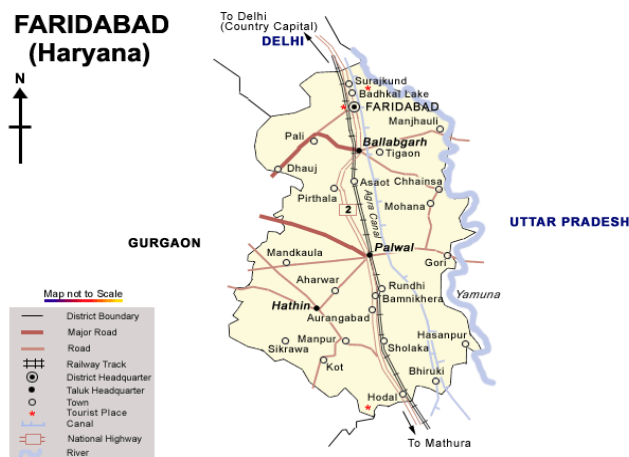 FARIDABAD
(Haryana)
To Delhi
(Country Capital)
DELHI
N
Surajkund
Badhkal Lake
FARIDABAD
Manjhauli
Pali
Ballabgarh
Tigaon
Dhauj
Asaot
Chhainsa
Pirthala
Mohana
2
Agra Canal
UTTAR PRADESH
GURGAON
Palwal
Mandkaula
Gori
Aharwar
Rundhi
Bamnikhera
Yamuna
Hathin
Aurangabad
Hasanpur
Sikrawa
Manpur
Sholaka
Kot
Bhiruki
Hodal
To Mathura
Map not to Scale
District Boundary
Major Road
Road
Railway Track
District Headquarter
Taluk Headquarter
Town
Tourist Place
Canal
National Highway
River